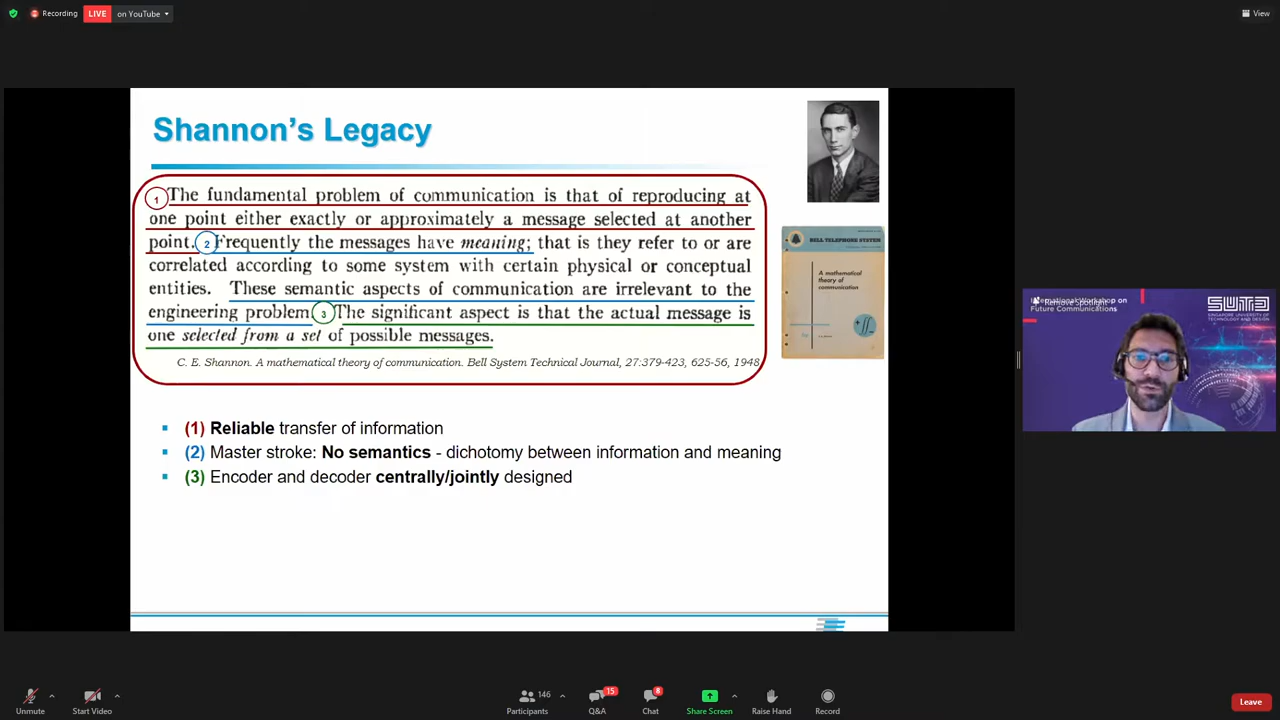 Recording
LIVE on YouTube
View
Shannon's Legacy
1 The fundamental problem of communication is that of reproducing at
one point either exactly or approximately a message selected at another
point. 2 Frequently the messages have meaning; that is they refer to or are
correlated according to some system with certain physical or conceptual
entities. These semantic aspects of communication are irrelevant to the
engineering problem. 3 The significant aspect is that the actual message is
one selected from a set of possible messages.
C. E. Shannon. A mathematical theory of communication. Bell System Technical Journal, 27:379-423, 625-56, 1948
BELL TELEPHONE SYSTEM
A mathematical
theory of
communication
(1) Reliable transfer of information
(2) Master stroke: No semantics - dichotomy between information and meaning
(3) Encoder and decoder centrally/jointly designed
International Workshop on
Future Communications
Remove Spotlight
SUTD
SINGAPORE UNIVERSITY OF
TECHNOLOGY AND DESIGN
Unmute
Start Video
146
Participants
15
Q&A
8
Chat
Share Screen
Raise Hand
Record
Leave